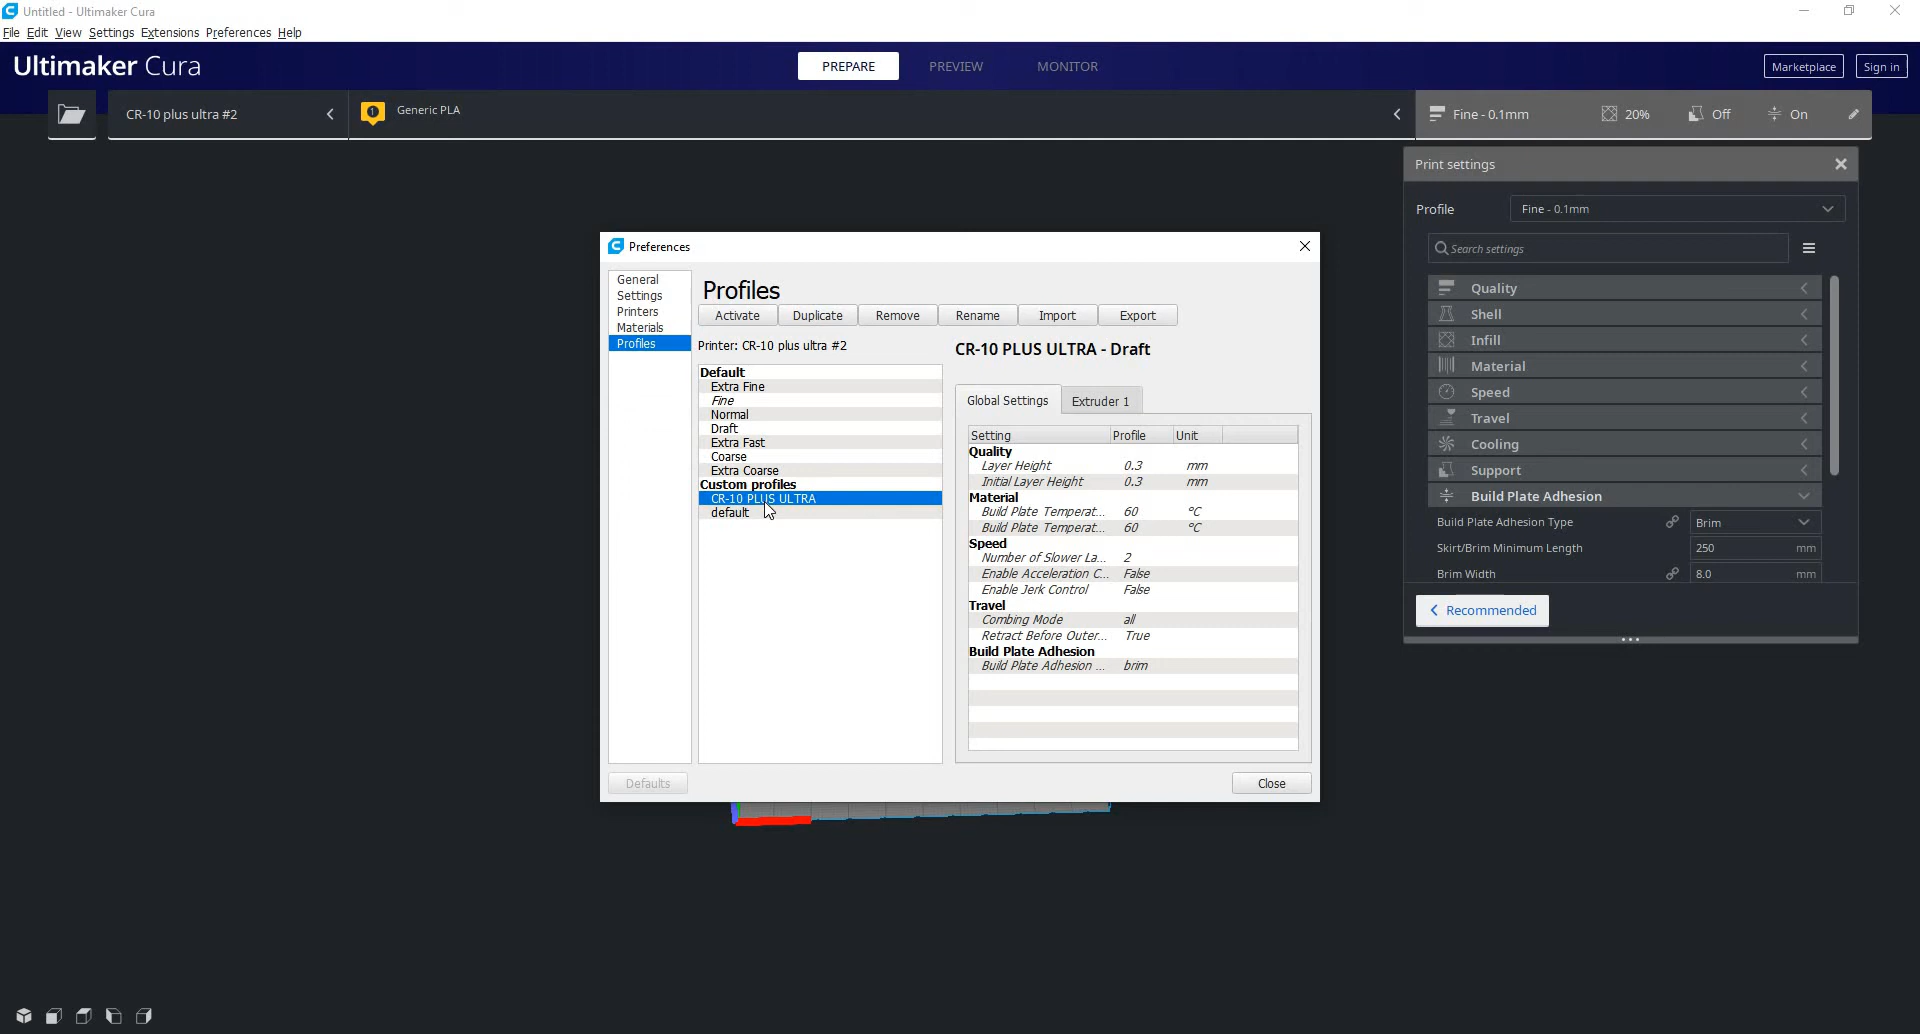 Untitled - Ultimaker Cura
File Edit View Settings Extensions Preferences Help
Ultimaker Cura
PREPARE
PREVIEW
MONITOR
Marketplace
Sign in
CR-10 plus ultra #2
1
Generic PLA
Fine - 0.1mm
20%
Off
On
Print settings
Profile
Fine - 0.1mm
Search settings
Quality
Shell
Infill
Material
Speed
Travel
Cooling
Support
Build Plate Adhesion
Build Plate Adhesion Type Brim
Skirt/Brim Minimum Length 250 mm
Brim Width 8.0 mm
Recommended
Preferences
General
Settings
Printers
Materials
Profiles
Profiles
Activate Duplicate Remove Rename Import Export
Printer: CR-10 plus ultra #2
Default
Extra Fine
Fine
Normal
Draft
Extra Fast
Coarse
Extra Coarse
Custom profiles
CR-10 PLUS ULTRA
default
CR-10 PLUS ULTRA - Draft
Global Settings
Extruder 1
Setting Profile Unit
Quality
Layer Height 0.3 mm
Initial Layer Height 0.3 mm
Material
Build Plate Temperat... 60 °C
Build Plate Temperat... 60 °C
Speed
Number of Slower La... 2
Enable Acceleration C... False
Enable Jerk Control False
Travel
Combing Mode all
Retract Before Outer... True
Build Plate Adhesion
Build Plate Adhesion ... brim
Defaults
Close